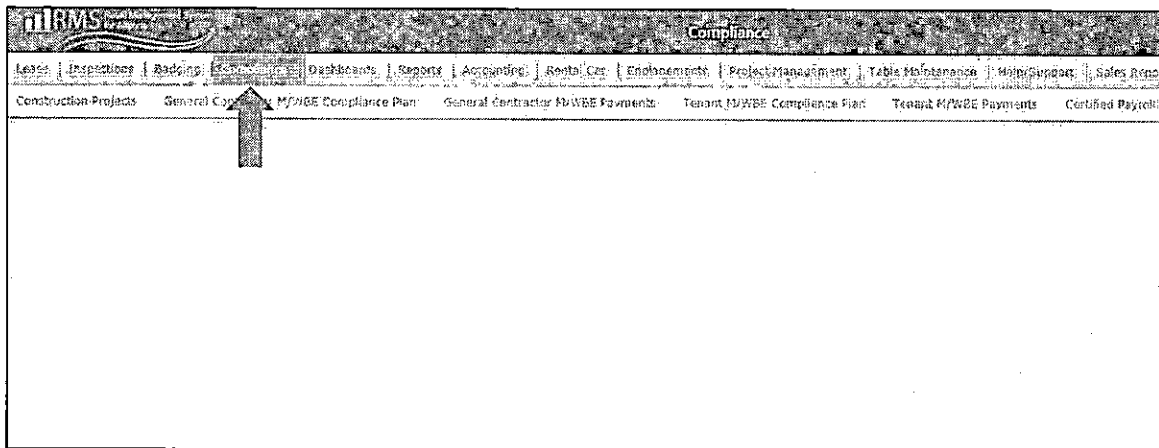 RMS
Compliance
Lease Inspections Badging Dashboards Reports Accounting Rental Car Endorsements Project Management Table Maintenance Help/Support Sales Repo
Construction Projects General M/WBE Compliance Plan General Contractor M/WBE Payments Tenant M/WBE Compliance Plan Tenant M/WBE Payments Certified Payroll